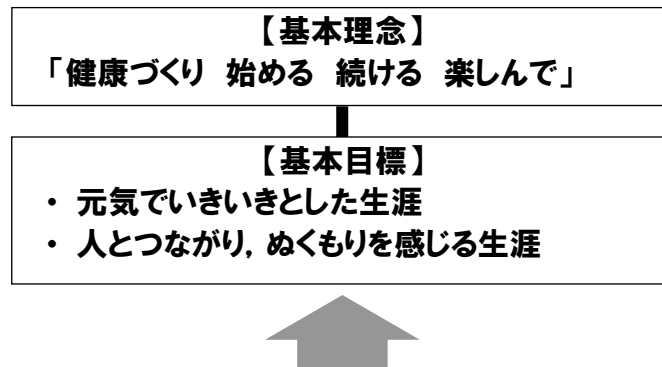 【基本理念】
「健康づくり 始める 続ける 楽しんで」
【基本目標】
・ 元気でいきいきとした生涯
・ 人とつながり,ぬくもりを感じる生涯